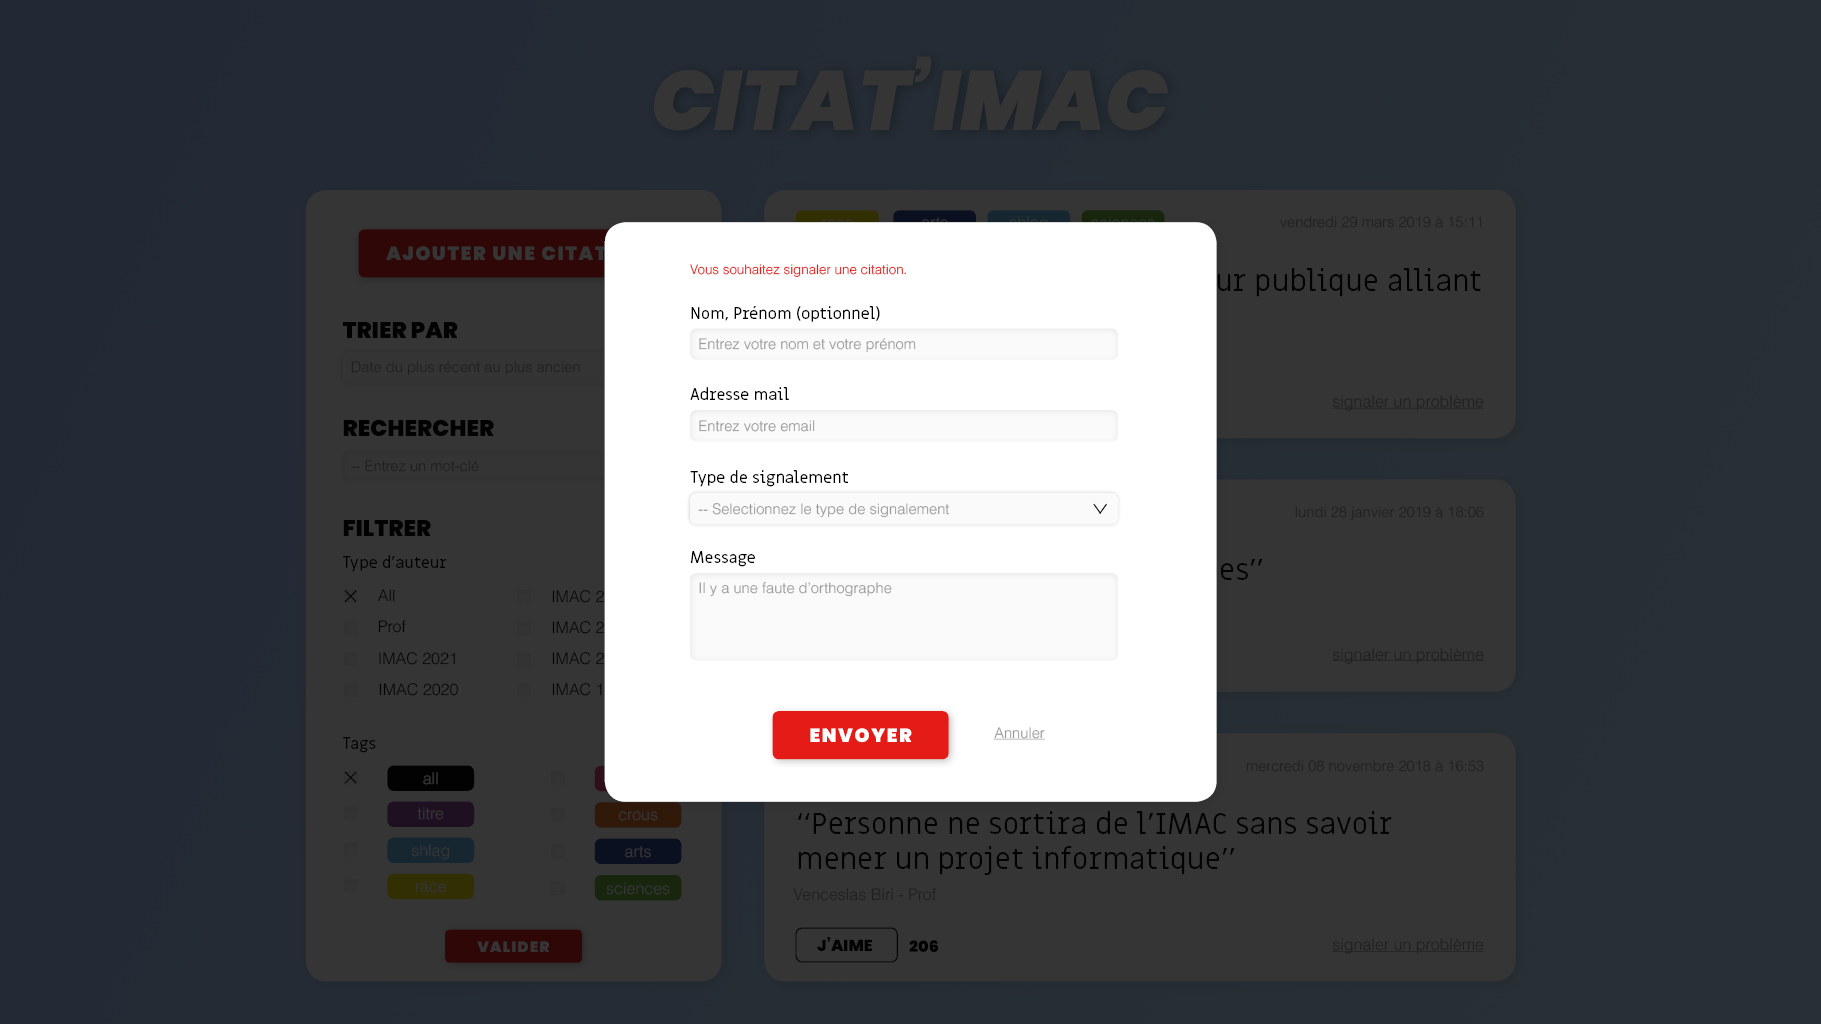 CITAT'IMAC
AJOUTER UNE CITAT
TRIER PAR
Date du plus récent au plus ancien
RECHERCHER
-- Entrez un mot-clé
FILTRER
Type d'auteur
All
IMAC 2
Prof
IMAC 2
IMAC 2021
IMAC 2
IMAC 2020
IMAC 1
Tags
all
titre
crous
shlag
arts
race
sciences
VALIDER
Vous souhaitez signaler une citation.
Nom, Prénom (optionnel)
Entrez votre nom et votre prénom
Adresse mail
Entrez votre email
Type de signalement
-- Selectionnez le type de signalement
Message
Il y a une faute d'orthographe
ENVOYER
Annuler
arts shlag sciences
vendredi 29 mars 2019 à 15:11
ur publique alliant
signaler un problème
lundi 28 janvier 2019 à 18:06
es”
signaler un problème
mercredi 08 novembre 2018 à 16:53
“Personne ne sortira de l'IMAC sans savoir
mener un projet informatique”
Venceslas Biri - Prof
J'AIME 206
signaler un problème